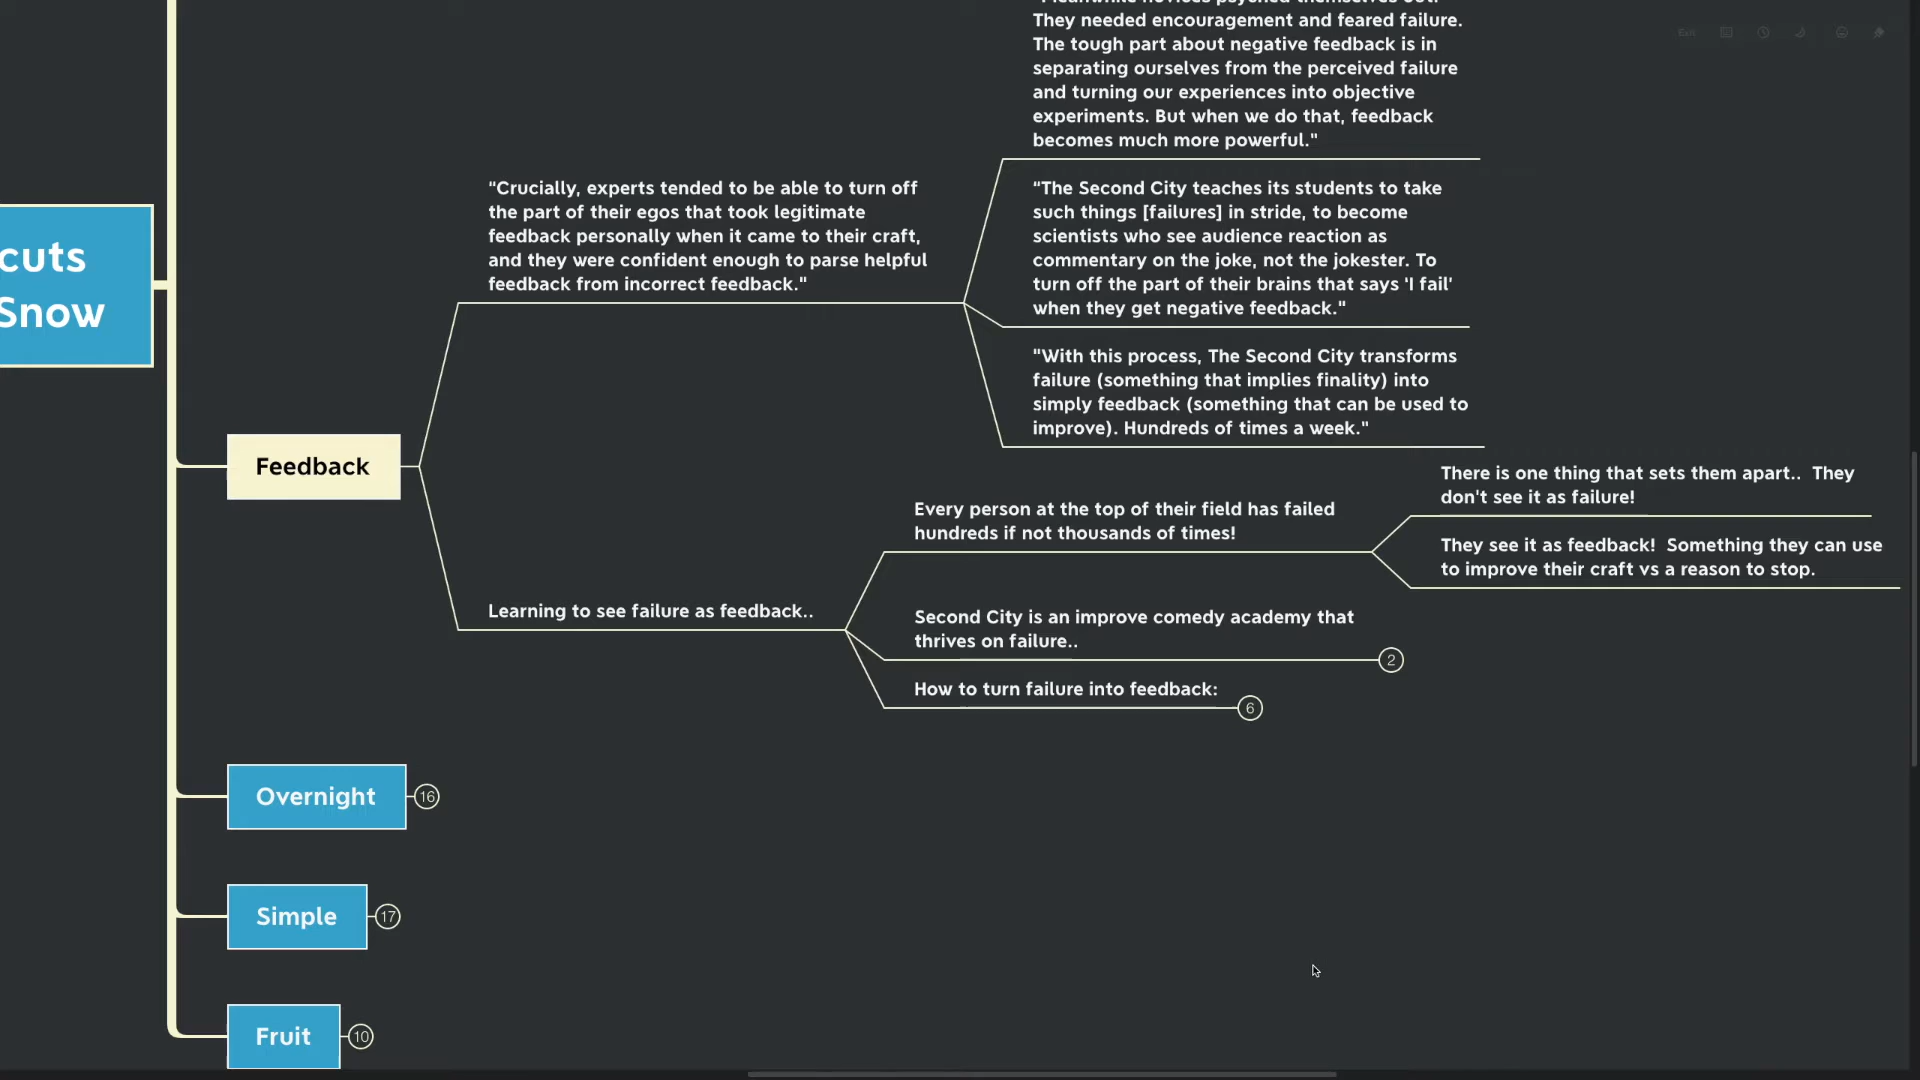 They needed encouragement and feared failure.
The tough part about negative feedback is in
separating ourselves from the perceived failure
and turning our experiences into objective
experiments. But when we do that, feedback
becomes much more powerful."
Exit
"Crucially, experts tended to be able to turn off
the part of their egos that took legitimate
feedback personally when it came to their craft,
and they were confident enough to parse helpful
feedback from incorrect feedback."
"The Second City teaches its students to take
such things [failures] in stride, to become
scientists who see audience reaction as
commentary on the joke, not the jokester. To
turn off the part of their brains that says 'I fail'
when they get negative feedback."
"With this process, The Second City transforms
failure (something that implies finality) into
simply feedback (something that can be used to
improve). Hundreds of times a week."
cuts
Snow
Feedback
Learning to see failure as feedback..
Every person at the top of their field has failed
hundreds if not thousands of times!
There is one thing that sets them apart..  They
don't see it as failure!
They see it as feedback!  Something they can use
to improve their craft vs a reason to stop.
Second City is an improve comedy academy that
thrives on failure..
2
How to turn failure into feedback:
6
Overnight
16
Simple
17
Fruit
10